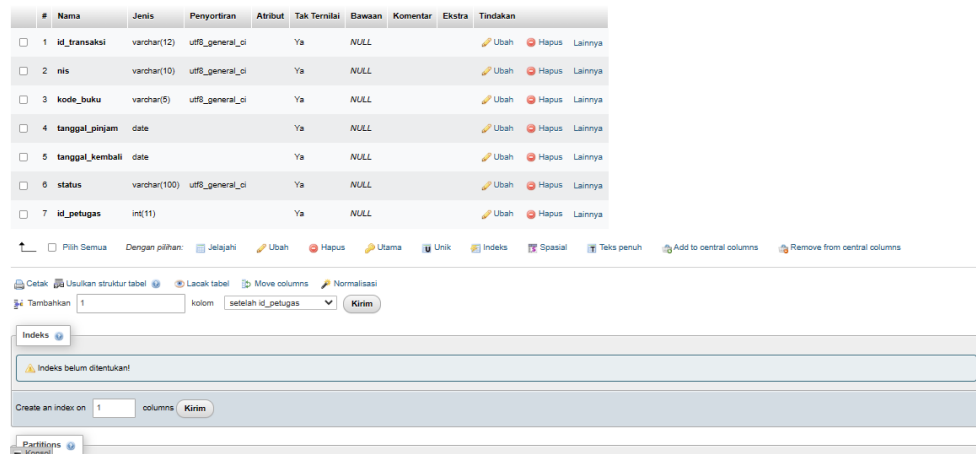 # Nama Jenis Penyortiran Atribut Tak Ternilai Bawaan Komentar Ekstra Tindakan
1 id_transaksi varchar(12) utf8_general_ci Ya NULL Ubah Hapus Lainnya
2 nis varchar(10) utf8_general_ci Ya NULL Ubah Hapus Lainnya
3 kode_buku varchar(5) utf8_general_ci Ya NULL Ubah Hapus Lainnya
4 tanggal_pinjam date Ya NULL Ubah Hapus Lainnya
5 tanggal_kembali date Ya NULL Ubah Hapus Lainnya
6 status varchar(100) utf8_general_ci Ya NULL Ubah Hapus Lainnya
7 id_petugas int(11) Ya NULL Ubah Hapus Lainnya
Pilih Semua Dengan pilihan: Jelajahi Ubah Hapus Utama Unik Indeks Spasial Teks penuh Add to central columns Remove from central columns
Cetak Usulkan struktur tabel Lacak tabel Move columns Normalisasi
Tambahkan 1 kolom setelah id_petugas Kirim
Indeks
Indeks belum ditentukan!
Create an index on 1 columns Kirim
Partitions
Konsol